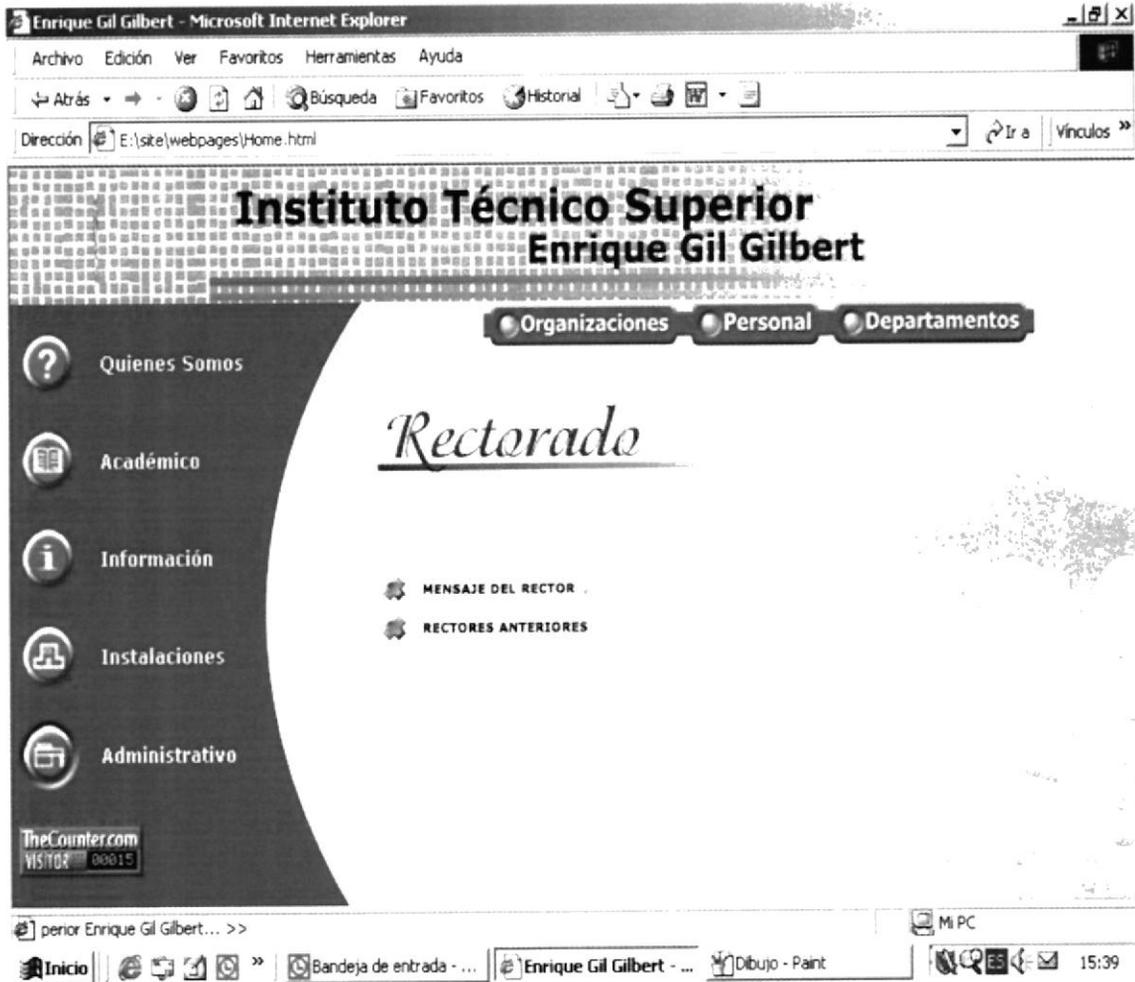 Enrique Gil Gilbert - Microsoft Internet Explorer
Archivo Edición Ver Favoritos Herramientas Ayuda
Atrás Búsqueda Favoritos Historial
Dirección E:\site\webpages\Home.html Ir a Vínculos »
Instituto Técnico Superior
Enrique Gil Gilbert
Organizaciones Personal Departamentos
Quienes Somos
Rectorado
Académico
Información
MENSAJE DEL RECTOR
RECTORES ANTERIORES
Instalaciones
Administrativo
TheCounter.com
VISITOR 00015
perior Enrique Gil Gilbert... >> Mi PC
Inicio » Bandeja de entrada - ... Enrique Gil Gilbert - ... Dibujo - Paint ES 15:39